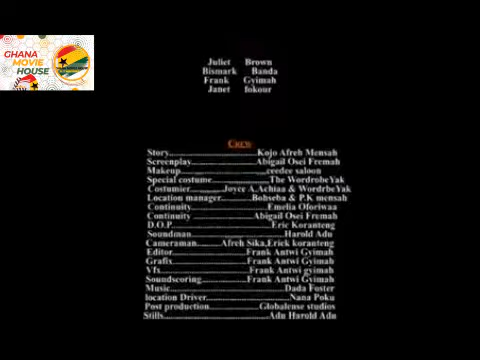 GHANA
MOVIE
HOUSE
Juliet Brown
Bismark Banda
Frank Gyimah
Janet fokour
Crew
Story....................Kojo Afreh Mensah
Screenplay................Abigail Osei Fremah
Makeup.....................ceedee saloon
Special costume..............The WordrobeYak
Costumier........Joyce A.Achiaa & WordrbeYak
Location manager........Bobseba & P.K mensah
Continuity..................Emelia Oforiwaa
Continuity ...............Abigail Osei Fremah
D.O.P........................Eric Koranteng
Soundman.......................Harold Adu
Cameraman......Afreh Sika,Erick koranteng
Editor..................Frank Antwi Gyimah
Grafix..................Frank Antwi Gyimah
Vfx......................Frank Antwi gyimah
Soundscoring...........Frank Antwi Gyimah
Music............................Dada Foster
location Driver....................Nana Poku
Post production............Globalense studios
Stills........................Adu Harold Adu